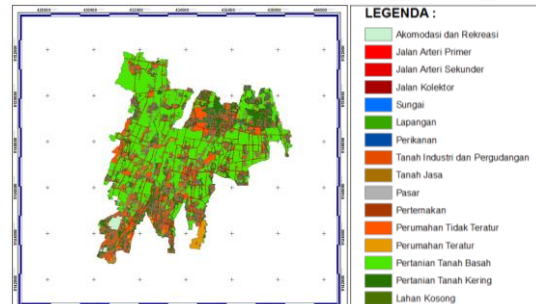 LEGENDA :
Akomodasi dan Rekreasi
Jalan Arteri Primer
Jalan Arteri Sekunder
Jalan Kolektor
Sungai
Lapangan
Perikanan
Tanah Industri dan Pergudangan
Tanah Jasa
Pasar
Perternakan
Perumahan Tidak Teratur
Perumahan Teratur
Pertanian Tanah Basah
Pertanian Tanah Kering
Lahan Kosong